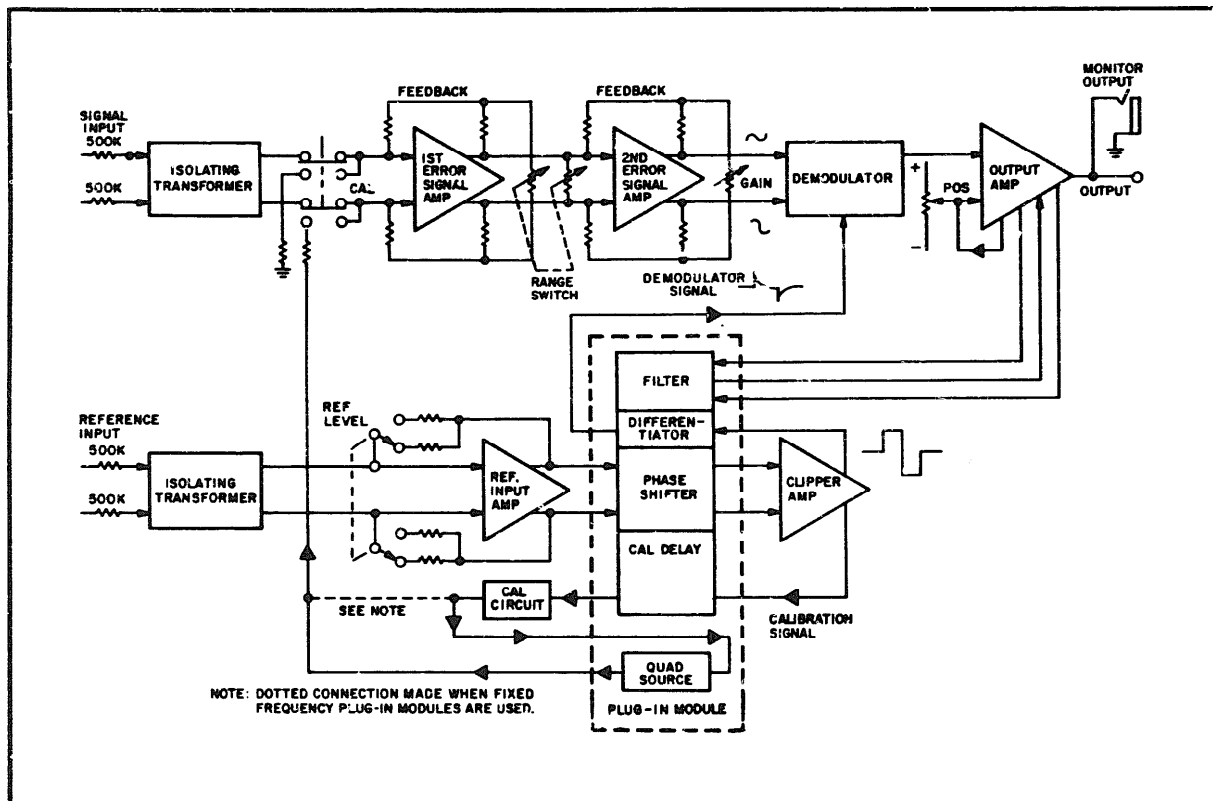 MONITOR
OUTPUT
FEEDBACK
FEEDBACK
SIGNAL
INPUT
500K
500K
ISOLATING
TRANSFORMER
CAL
1ST
ERROR
SIGNAL
AMP
2ND
ERROR
SIGNAL
AMP
GAIN
DEMODULATOR
+
POS
−
OUTPUT
AMP
OUTPUT
RANGE
SWITCH
DEMODULATOR
SIGNAL
FILTER
DIFFEREN-
TIATOR
PHASE
SHIFTER
CAL DELAY
REFERENCE
INPUT
500K
500K
ISOLATING
TRANSFORMER
REF
LEVEL
REF.
INPUT
AMP
CLIPPER
AMP
SEE NOTE
CAL
CIRCUIT
CALIBRATION
SIGNAL
QUAD
SOURCE
PLUG-IN MODULE
NOTE: DOTTED CONNECTION MADE WHEN FIXED
FREQUENCY PLUG-IN MODULES ARE USED.